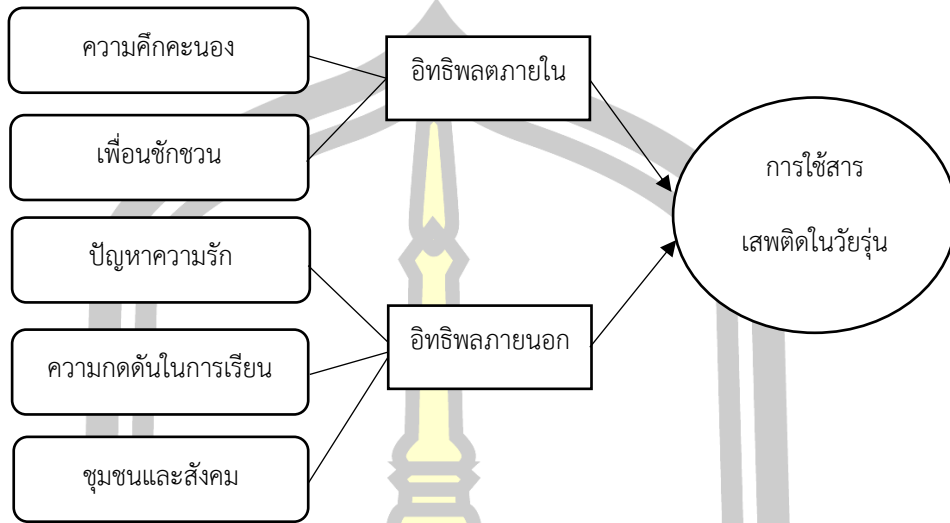 ความคึกคะนอง
เพื่อนชักชวน
ปัญหาความรัก
ความกดดันในการเรียน
ชุมชนและสังคม
อิทธิพลตภายใน
อิทธิพลภายนอก
การใช้สาร
เสพติดในวัยรุ่น